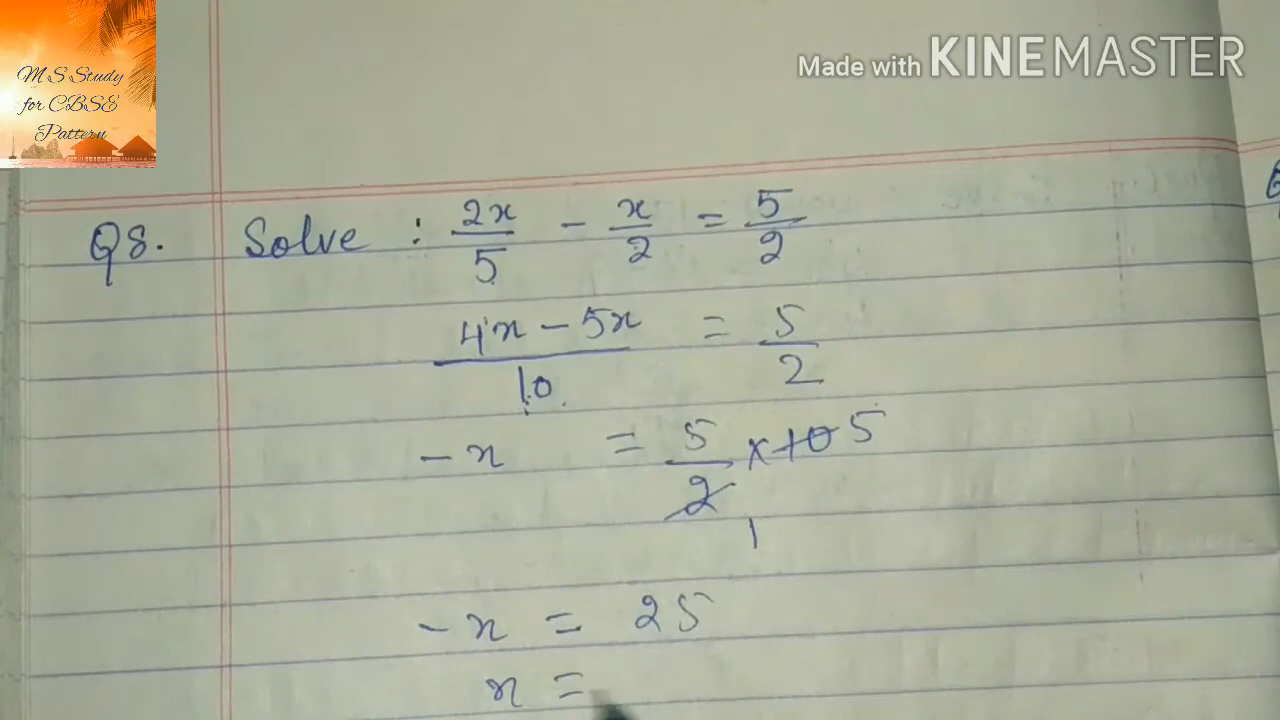 M S Study
for CBSE
Pattern
Made with KINEMASTER
Q8. Solve : 2x/5 - x/2 = 5/2
4x - 5x/10 = 5/2
-x = 5/2 x 10 5
1
-x = 25
x =